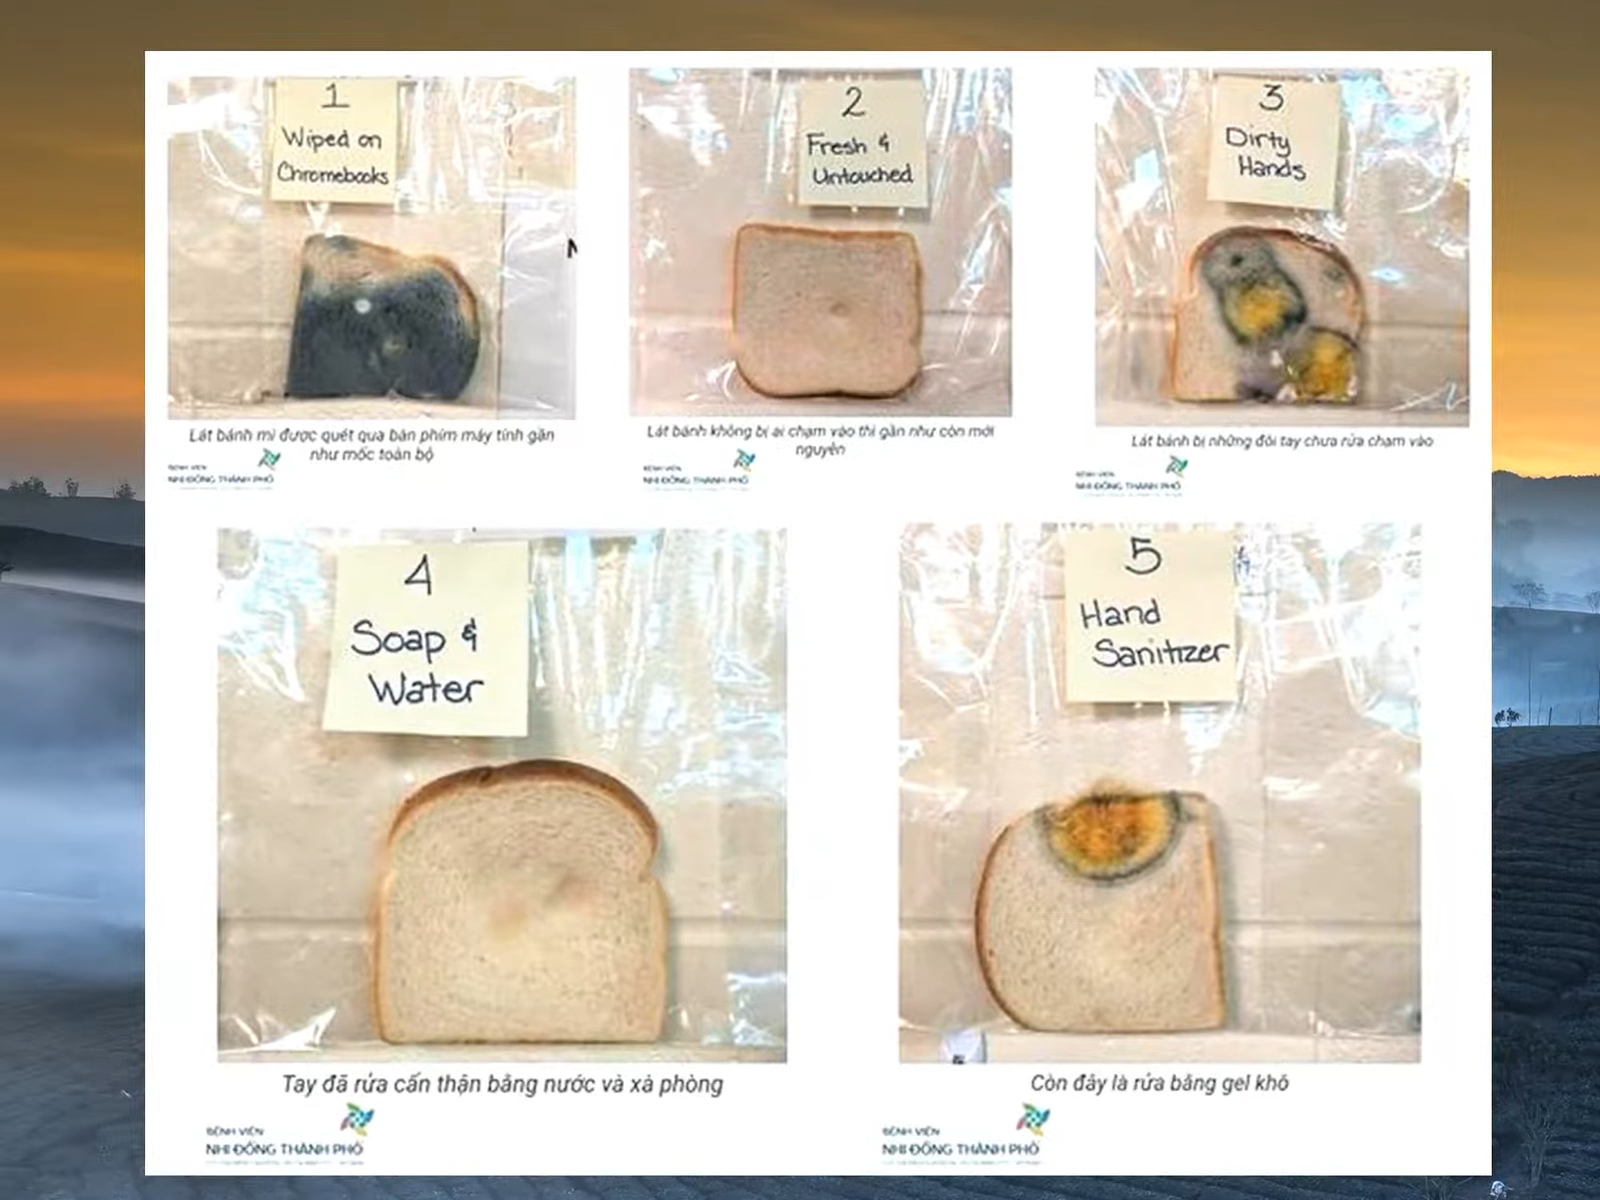 1
Wiped on
Chromebooks
2
Fresh &
Untouched
3
Dirty
Hands
Lát bánh mì được quét qua bàn phím máy tính gần
như mốc toàn bộ
Lát bánh không bị ai chạm vào thì gần như còn mới
nguyên
Lát bánh bị những đôi tay chưa rửa chạm vào
BỆNH VIỆN
NHI ĐỒNG THÀNH PHỐ
BỆNH VIỆN
NHI ĐỒNG THÀNH PHỐ
BỆNH VIỆN
NHI ĐỒNG THÀNH PHỐ
4
Soap &
Water
5
Hand
Sanitizer
Tay đã rửa cẩn thận bằng nước và xà phòng
Còn đây là rửa bằng gel khô
BỆNH VIỆN
NHI ĐỒNG THÀNH PHỐ
BỆNH VIỆN
NHI ĐỒNG THÀNH PHỐ